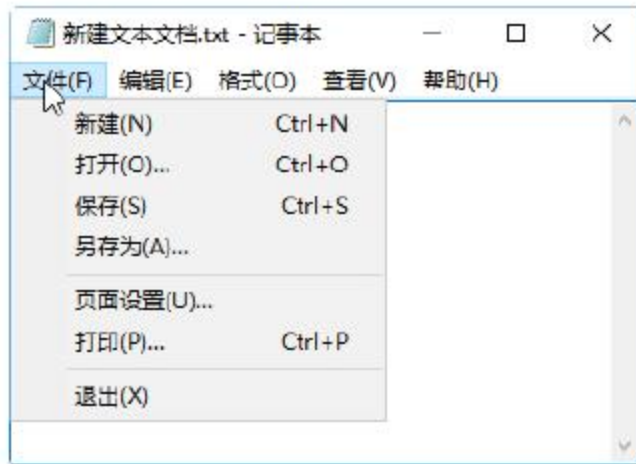 新建文本文档.txt - 记事本
文件(F) 编辑(E) 格式(O) 查看(V) 帮助(H)
新建(N) Ctrl+N
打开(O)... Ctrl+O
保存(S) Ctrl+S
另存为(A)...
页面设置(U)...
打印(P)... Ctrl+P
退出(X)